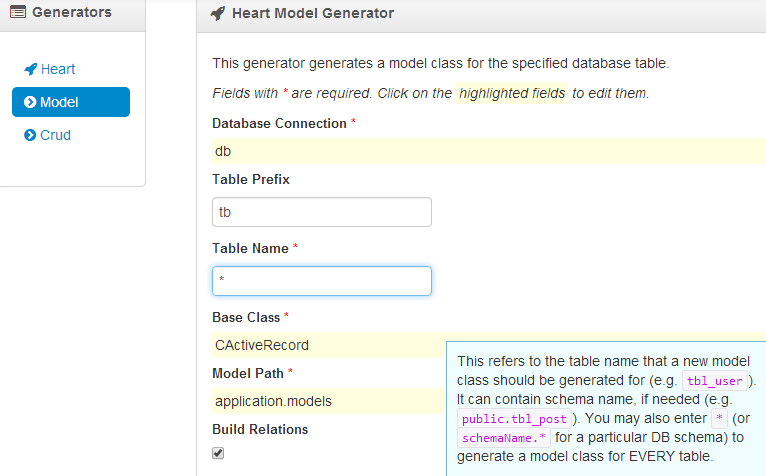 Generators
Heart
Model
Crud
Heart Model Generator
This generator generates a model class for the specified database table.
Fields with * are required. Click on the highlighted fields to edit them.
Database Connection *
db
Table Prefix
tb
Table Name *
*
Base Class *
CActiveRecord
Model Path *
application.models
Build Relations
This refers to the table name that a new model
class should be generated for (e.g. tbl_user).
It can contain schema name, if needed (e.g.
public.tbl_post). You may also enter * (or
schemaName.* for a particular DB schema) to
generate a model class for EVERY table.